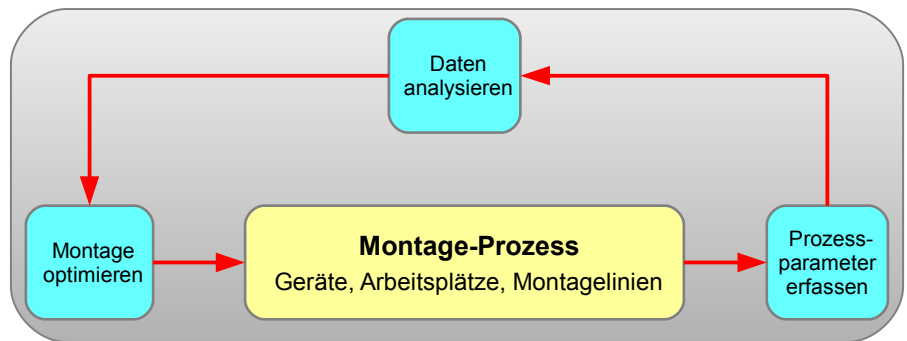 Daten
analysieren
Montage
optimieren
Montage-Prozess
Geräte, Arbeitsplätze, Montagelinien
Prozess-
parameter
erfassen